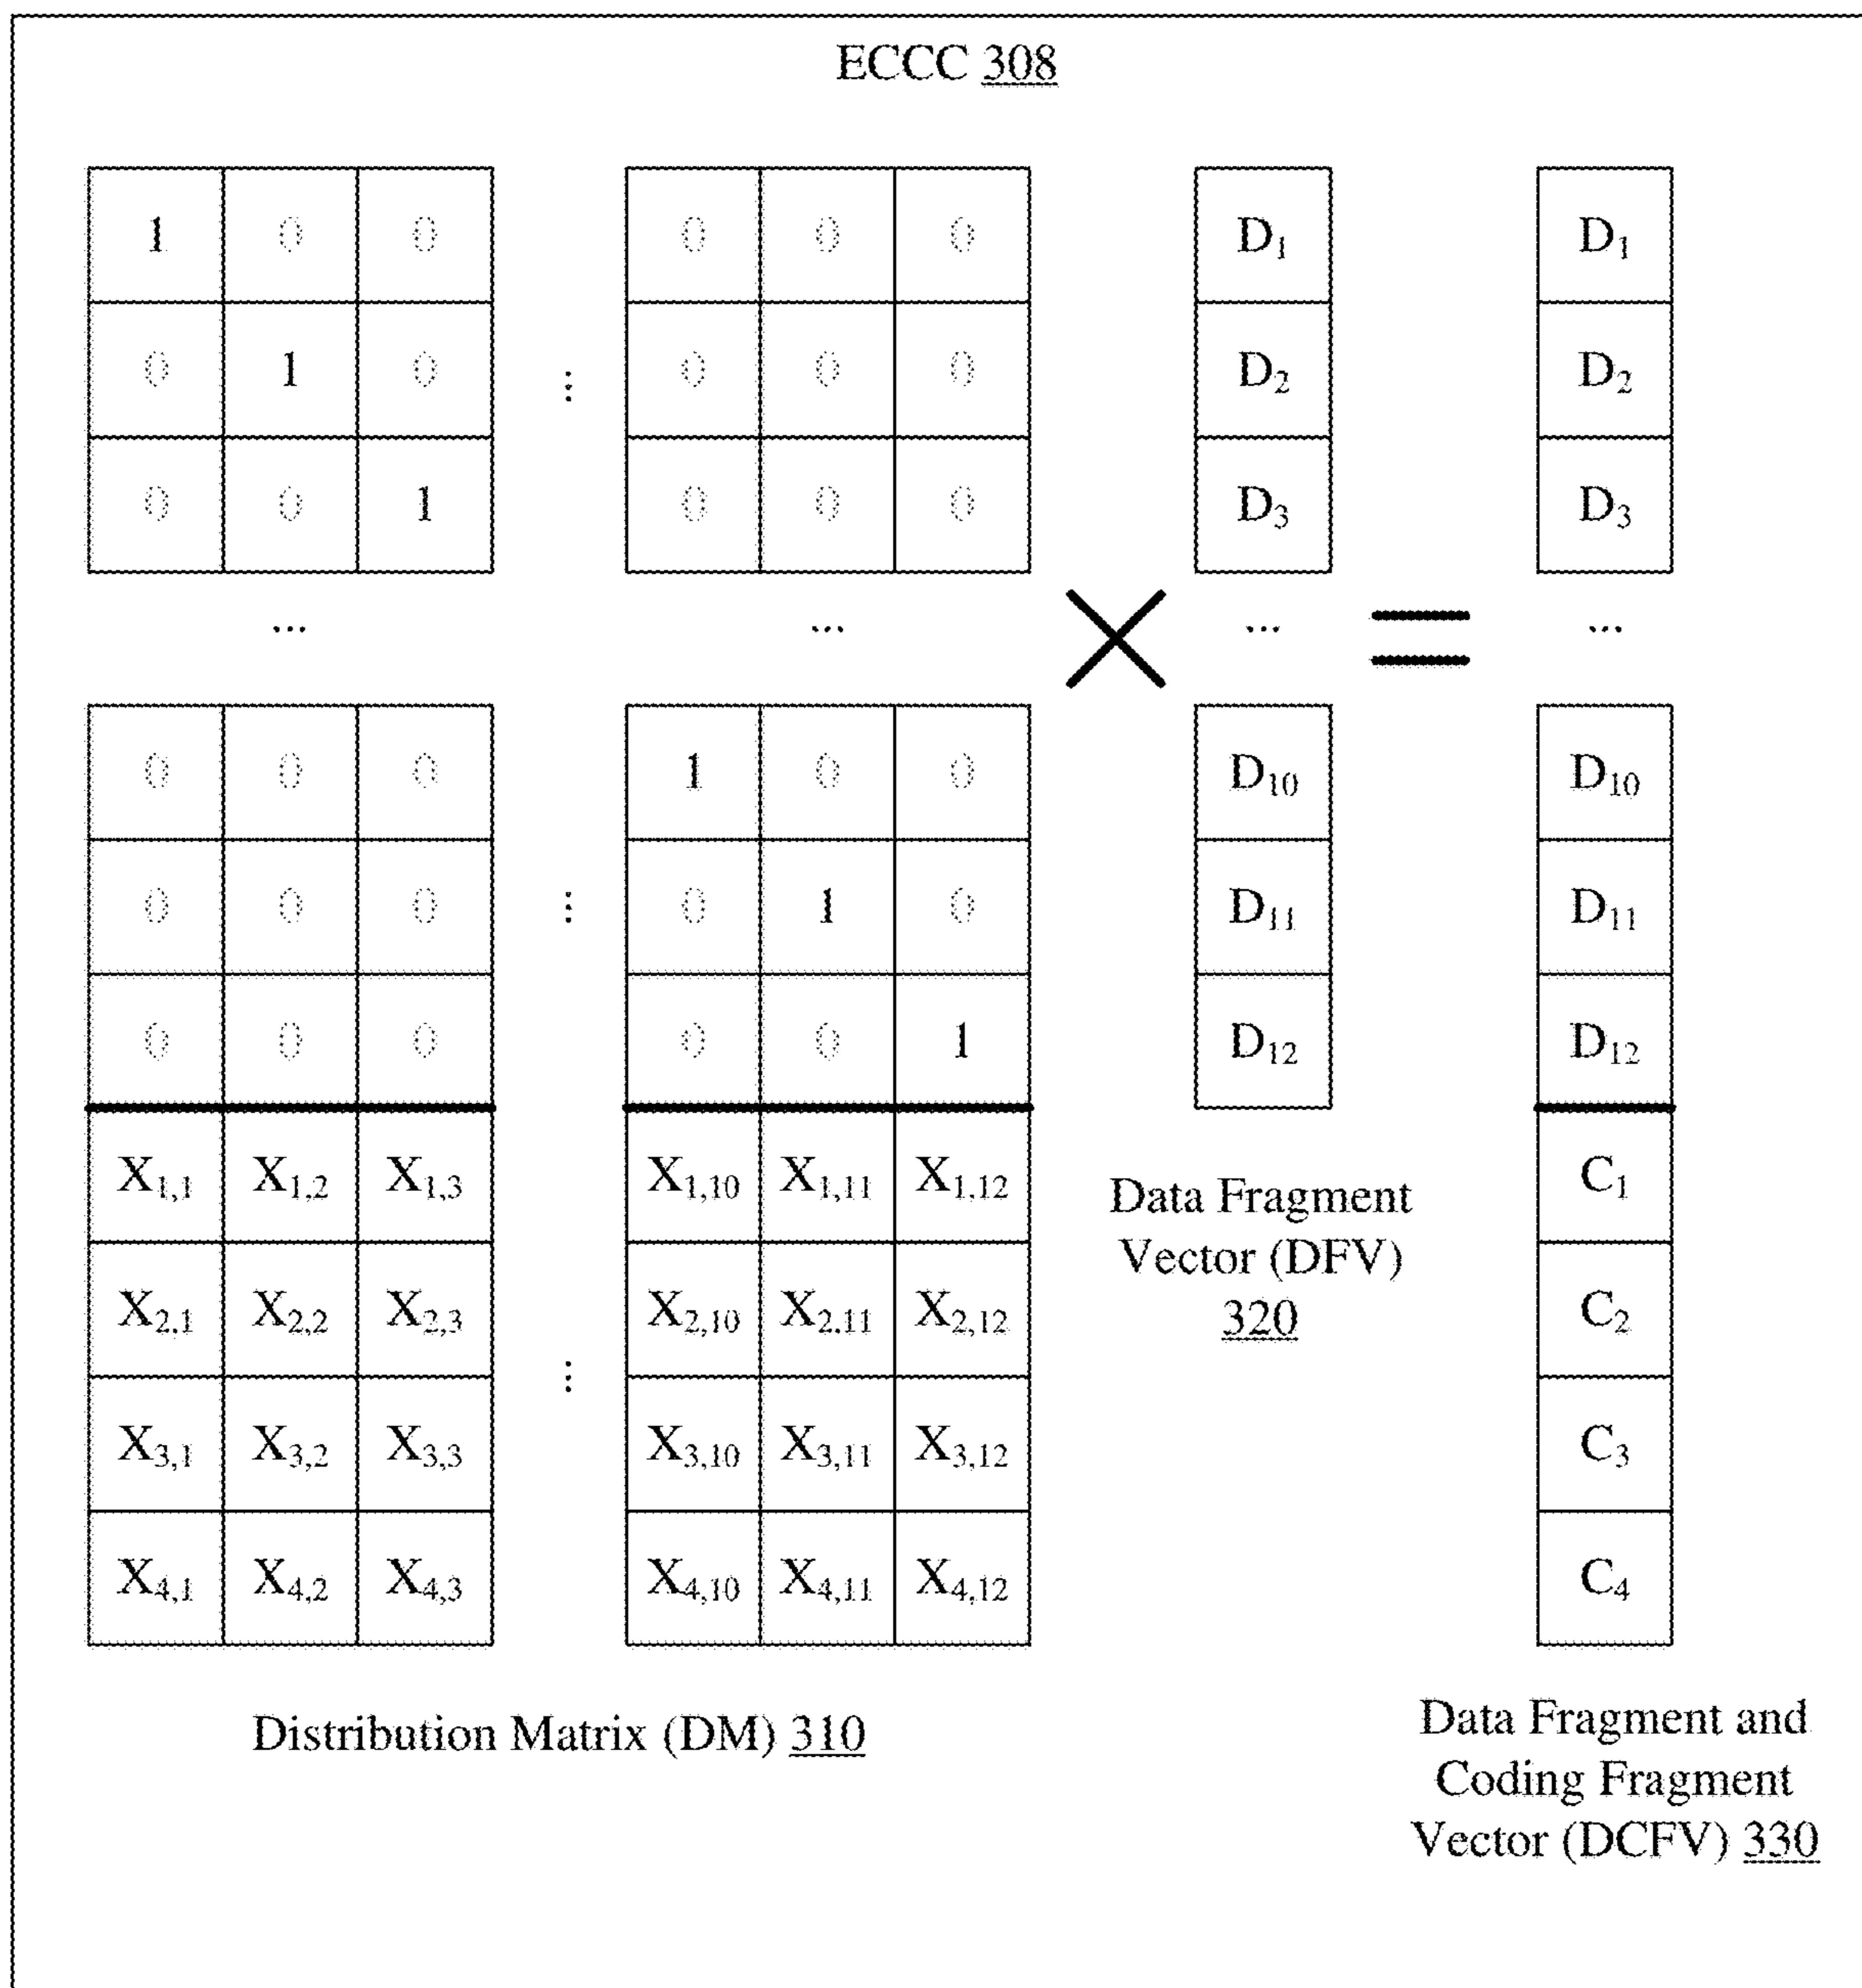 ECCC 308
1 0 0 0 0 0 D₁ D₁
0 1 0 ⋮ 0 0 0 D₂ D₂
0 0 1 0 0 0 D₃ D₃
... ... × ... = ...
0 0 0 1 0 0 D₁₀ D₁₀
0 0 0 ⋮ 0 1 0 D₁₁ D₁₁
0 0 0 0 0 1 D₁₂ D₁₂
X₁,₁ X₁,₂ X₁,₃ X₁,₁₀ X₁,₁₁ X₁,₁₂ C₁
X₂,₁ X₂,₂ X₂,₃ X₂,₁₀ X₂,₁₁ X₂,₁₂ C₂
⋮
X₃,₁ X₃,₂ X₃,₃ X₃,₁₀ X₃,₁₁ X₃,₁₂ C₃
X₄,₁ X₄,₂ X₄,₃ X₄,₁₀ X₄,₁₁ X₄,₁₂ C₄
Data Fragment
Vector (DFV)
320
Distribution Matrix (DM) 310
Data Fragment and
Coding Fragment
Vector (DCFV) 330